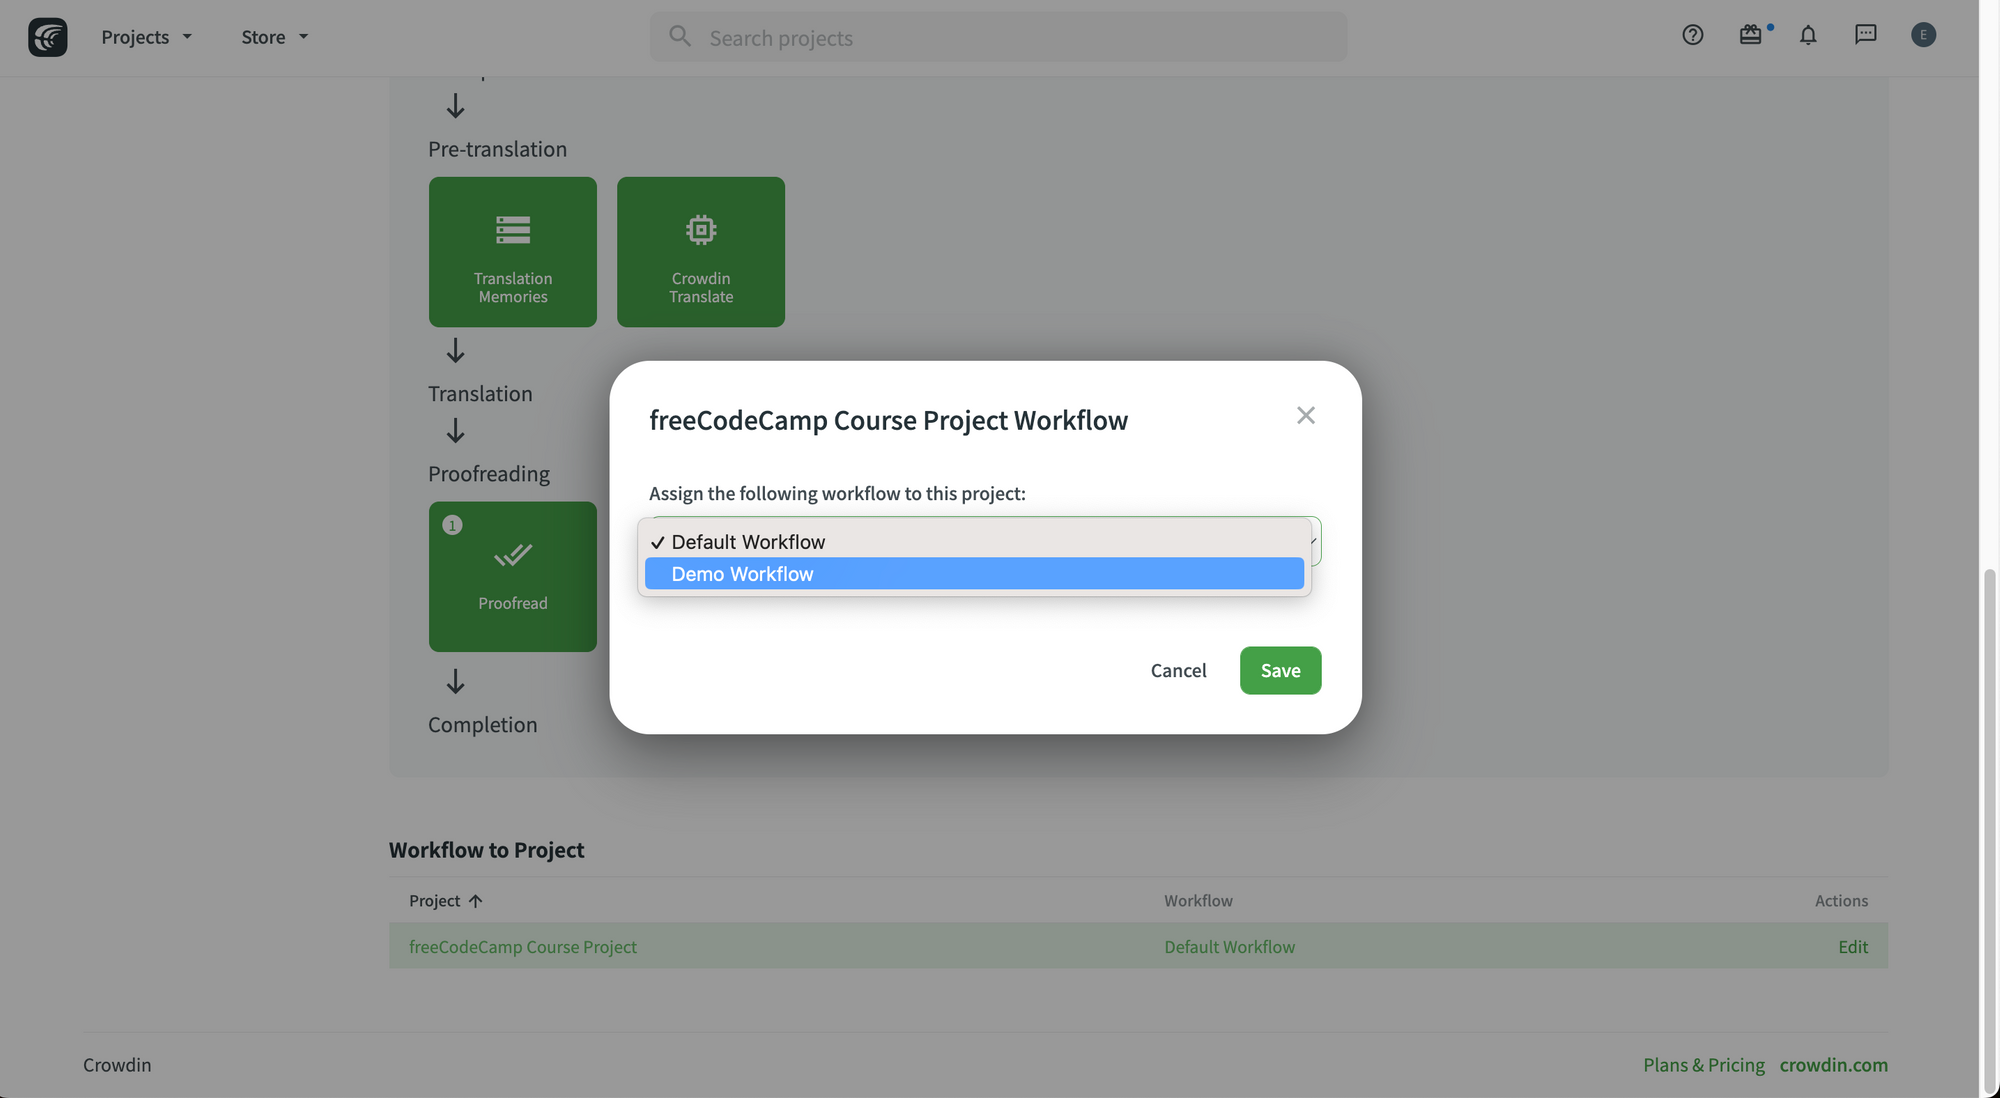 Projects
Store
Search projects
E
Pre-translation
Translation
Memories
Crowdin
Translate
Translation
Proofreading
1
Proofread
Completion
freeCodeCamp Course Project Workflow
Assign the following workflow to this project:
✓ Default Workflow
Demo Workflow
Cancel
Save
Workflow to Project
Project
Workflow
Actions
freeCodeCamp Course Project
Default Workflow
Edit
Crowdin
Plans & Pricing
crowdin.com